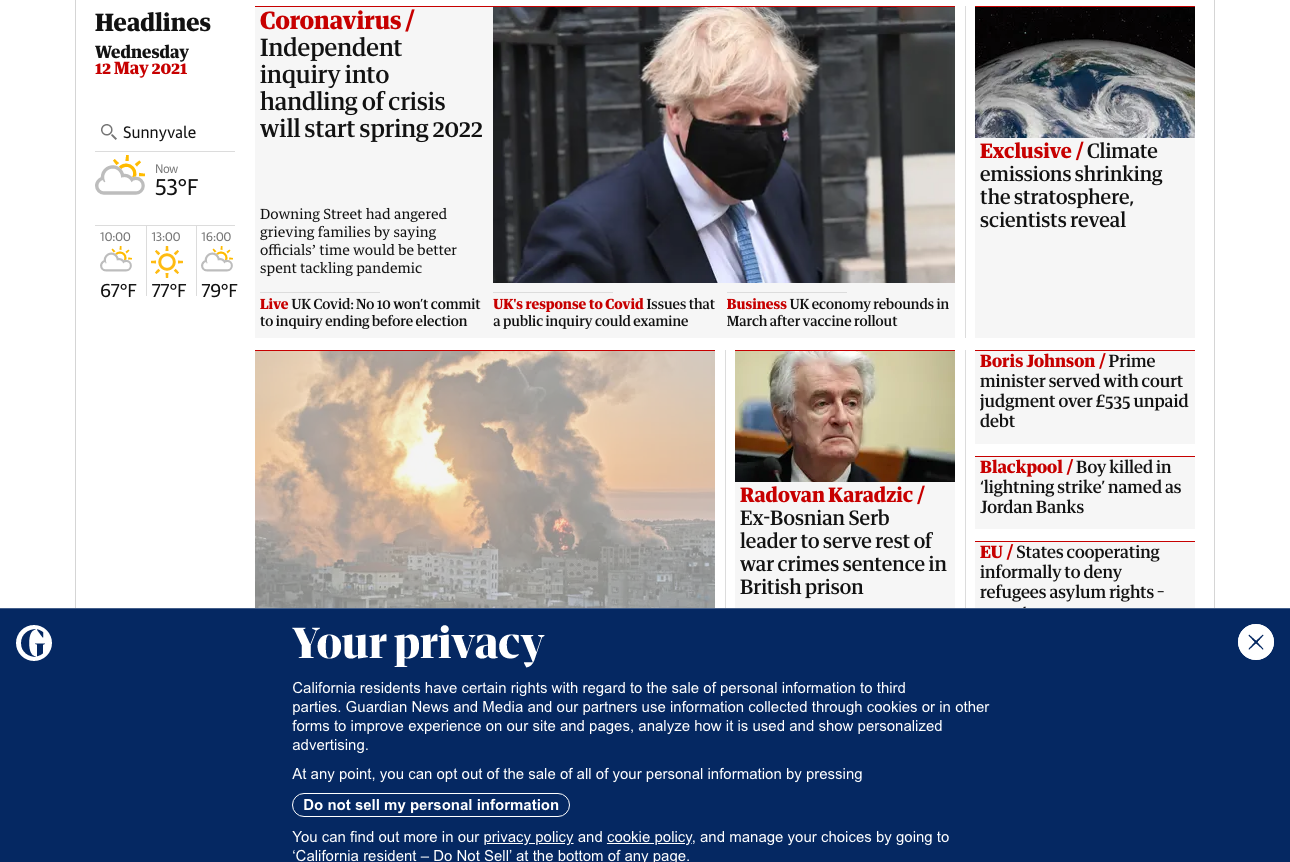 Headlines
Wednesday
12 May 2021
Sunnyvale
Now
53°F
10:00
67°F
13:00
77°F
16:00
79°F
Coronavirus /
Independent
inquiry into
handling of crisis
will start spring 2022
Downing Street had angered
grieving families by saying
officials’ time would be better
spent tackling pandemic
Live UK Covid: No 10 won’t commit
to inquiry ending before election
UK's response to Covid Issues that
a public inquiry could examine
Business UK economy rebounds in
March after vaccine rollout
Exclusive / Climate
emissions shrinking
the stratosphere,
scientists reveal
Radovan Karadzic /
Ex-Bosnian Serb
leader to serve rest of
war crimes sentence in
British prison
Boris Johnson / Prime
minister served with court
judgment over £535 unpaid
debt
Blackpool / Boy killed in
‘lightning strike’ named as
Jordan Banks
EU / States cooperating
informally to deny
refugees asylum rights –
G
Your privacy
California residents have certain rights with regard to the sale of personal information to third
parties. Guardian News and Media and our partners use information collected through cookies or in other
forms to improve experience on our site and pages, analyze how it is used and show personalized
advertising.
At any point, you can opt out of the sale of all of your personal information by pressing
Do not sell my personal information
You can find out more in our privacy policy and cookie policy, and manage your choices by going to
‘California resident – Do Not Sell’ at the bottom of any page.